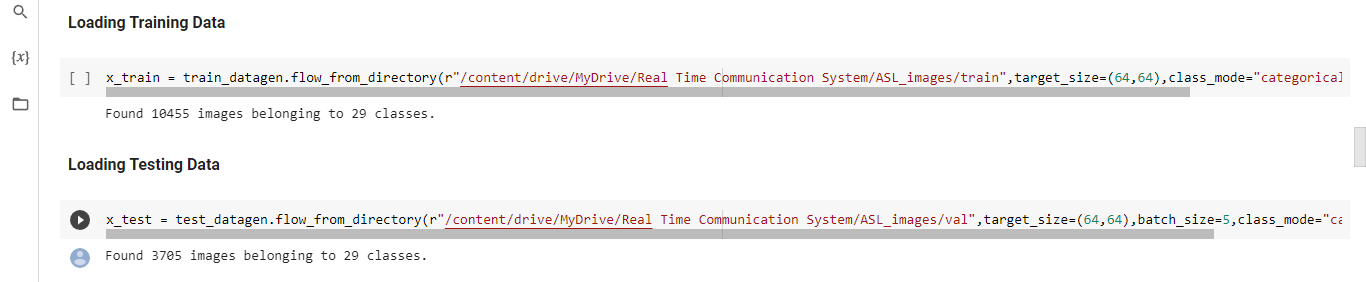 Loading Training Data
{x}
[ ] x_train = train_datagen.flow_from_directory(r"/content/drive/MyDrive/Real Time Communication System/ASL_images/train",target_size=(64,64),class_mode="categorical
Found 10455 images belonging to 29 classes.
Loading Testing Data
x_test = test_datagen.flow_from_directory(r"/content/drive/MyDrive/Real Time Communication System/ASL_images/val",target_size=(64,64),batch_size=5,class_mode="ca
Found 3705 images belonging to 29 classes.